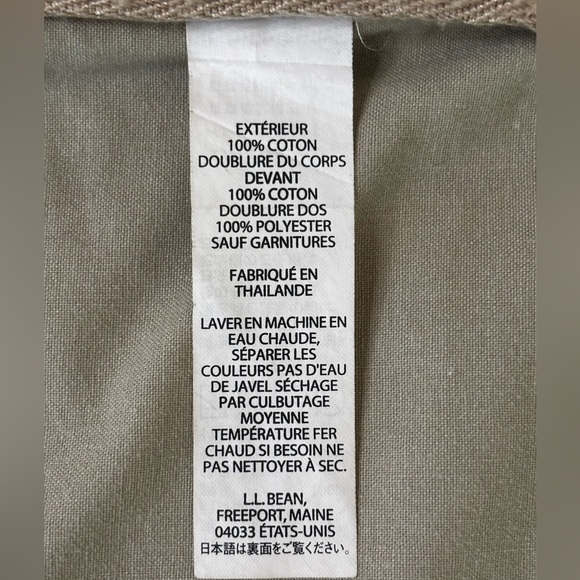 EXTÉRIEUR
100% COTON
DOUBLURE DU CORPS
DEVANT
100% COTON
DOUBLURE DOS
100% POLYESTER
SAUF GARNITURES
FABRIQUÉ EN
THAILANDE
LAVER EN MACHINE EN
EAU CHAUDE,
SÉPARER LES
COULEURS PAS D'EAU
DE JAVEL SÉCHAGE
PAR CULBUTAGE
MOYENNE
TEMPÉRATURE FER
CHAUD SI BESOIN NE
PAS NETTOYER À SEC.
L.L.BEAN,
FREEPORT, MAINE
04033 ÉTATS-UNIS
日本語は裏面をご覧ください。